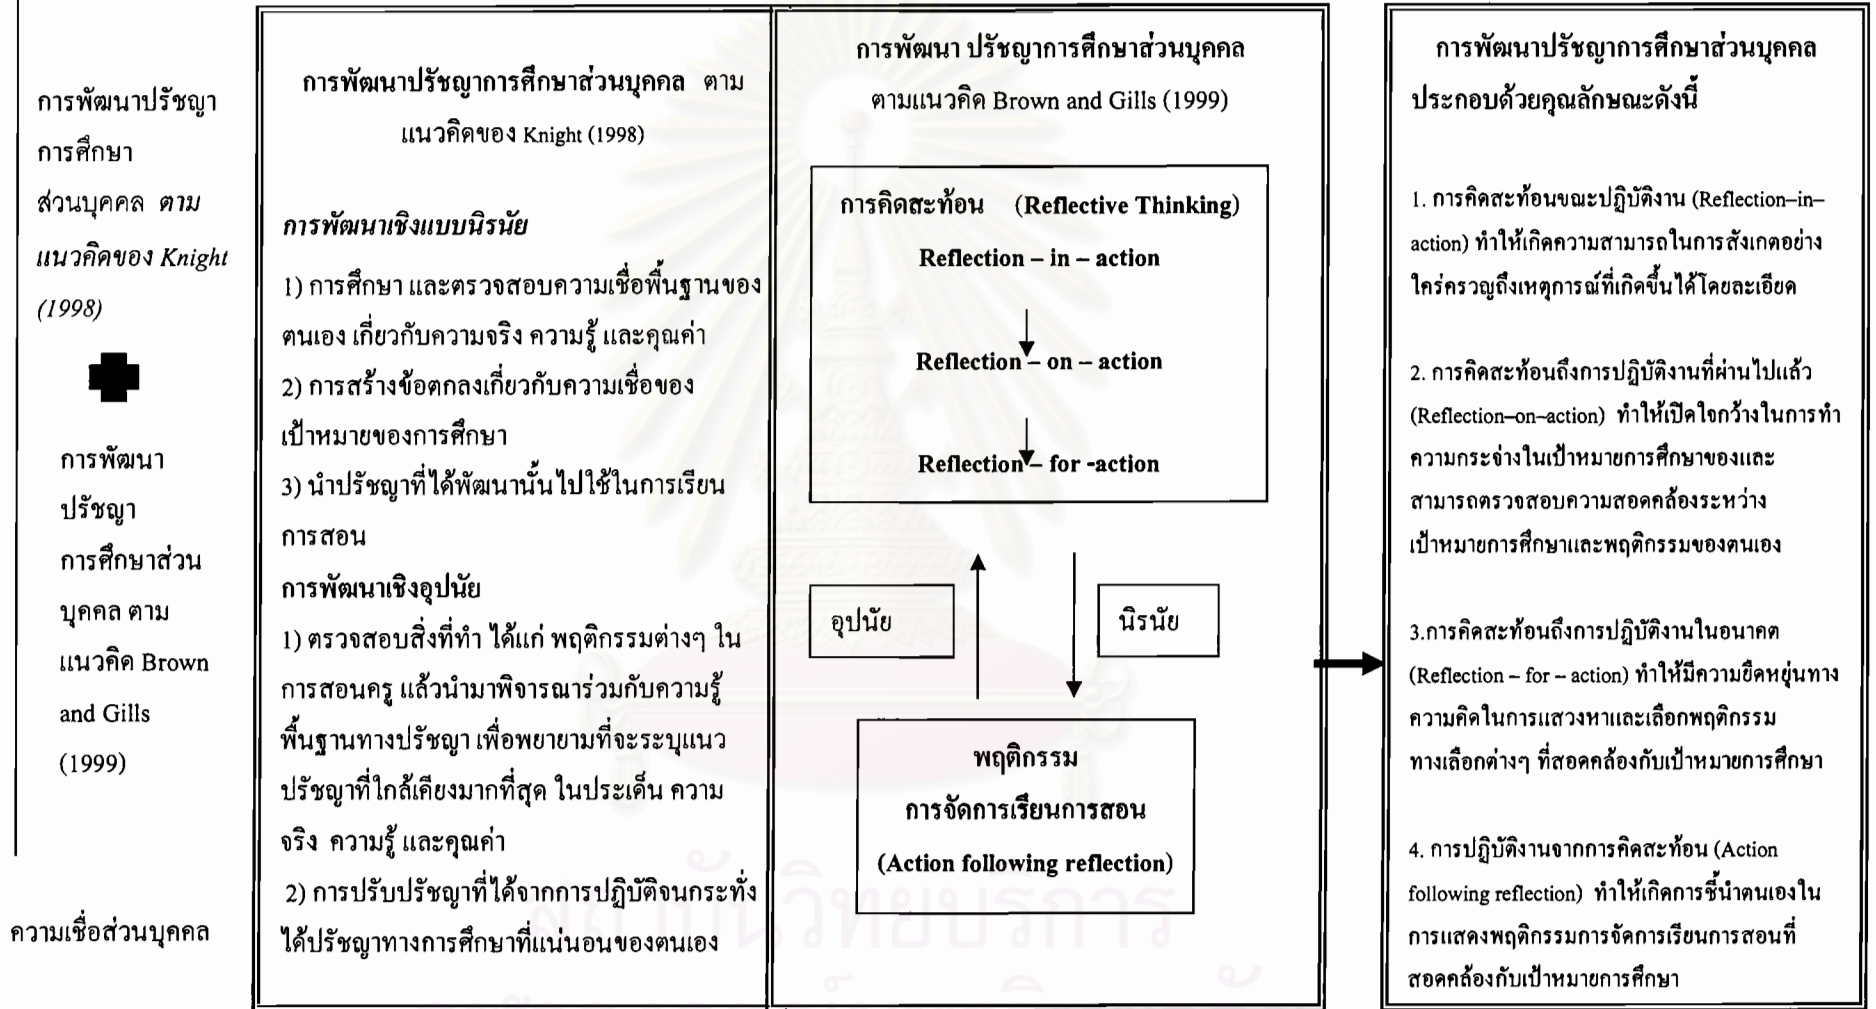 การพัฒนาปรัชญา
การศึกษา
ส่วนบุคคล ตาม
แนวคิดของ Knight
(1998)
การพัฒนา
ปรัชญา
การศึกษาส่วน
บุคคล ตาม
แนวคิด Brown
and Gills
(1999)
ความเชื่อส่วนบุคคล
การพัฒนาปรัชญาการศึกษาส่วนบุคคล ตาม
แนวคิดของ Knight (1998)
การพัฒนาเชิงแบบนิรนัย
1) การศึกษา และตรวจสอบความเชื่อพื้นฐานของ
ตนเอง เกี่ยวกับความจริง ความรู้ และคุณค่า
2) การสร้างข้อตกลงเกี่ยวกับความเชื่อของ
เป้าหมายของการศึกษา
3) นำปรัชญาที่ได้พัฒนานั้นไปใช้ในการเรียน
การสอน
การพัฒนาเชิงอุปนัย
1) ตรวจสอบสิ่งที่ทำ ได้แก่ พฤติกรรมต่างๆ ใน
การสอนครู แล้วนำมาพิจารณาร่วมกับความรู้
พื้นฐานทางปรัชญา เพื่อพยายามที่จะระบุแนว
ปรัชญาที่ใกล้เคียงมากที่สุด ในประเด็น ความ
จริง ความรู้ และคุณค่า
2) การปรับปรัชญาที่ได้จากการปฏิบัติจนกระทั่ง
ได้ปรัชญาทางการศึกษาที่แน่นอนของตนเอง
การพัฒนา ปรัชญาการศึกษาส่วนบุคคล
ตามแนวคิด Brown and Gills (1999)
การคิดสะท้อน (Reflective Thinking)
Reflection – in – action
Reflection – on – action
Reflection – for -action
อุปนัย
นิรนัย
พฤติกรรม
การจัดการเรียนการสอน
(Action following reflection)
สถาบันวิทยบริการ
การพัฒนาปรัชญาการศึกษาส่วนบุคคล
ประกอบด้วยคุณลักษณะดังนี้
1. การคิดสะท้อนขณะปฏิบัติงาน (Reflection–in–
action) ทำให้เกิดความสามารถในการสังเกตอย่าง
ใคร่ครวญถึงเหตุการณ์ที่เกิดขึ้นได้โดยละเอียด
2. การคิดสะท้อนถึงการปฏิบัติงานที่ผ่านไปแล้ว
(Reflection–on–action) ทำให้เปิดใจกว้างในการทำ
ความกระจ่างในเป้าหมายการศึกษาของและ
สามารถตรวจสอบความสอดคล้องระหว่าง
เป้าหมายการศึกษาและพฤติกรรมของตนเอง
3.การคิดสะท้อนถึงการปฏิบัติงานในอนาคต
(Reflection – for – action) ทำให้มีความยืดหยุ่นทาง
ความคิดในการแสวงหาและเลือกพฤติกรรม
ทางเลือกต่างๆ ที่สอดคล้องกับเป้าหมายการศึกษา
4. การปฏิบัติงานจากการคิดสะท้อน (Action
following reflection) ทำให้เกิดการชี้นำตนเองใน
การแสดงพฤติกรรมการจัดการเรียนการสอนที่
สอดคล้องกับเป้าหมายการศึกษา